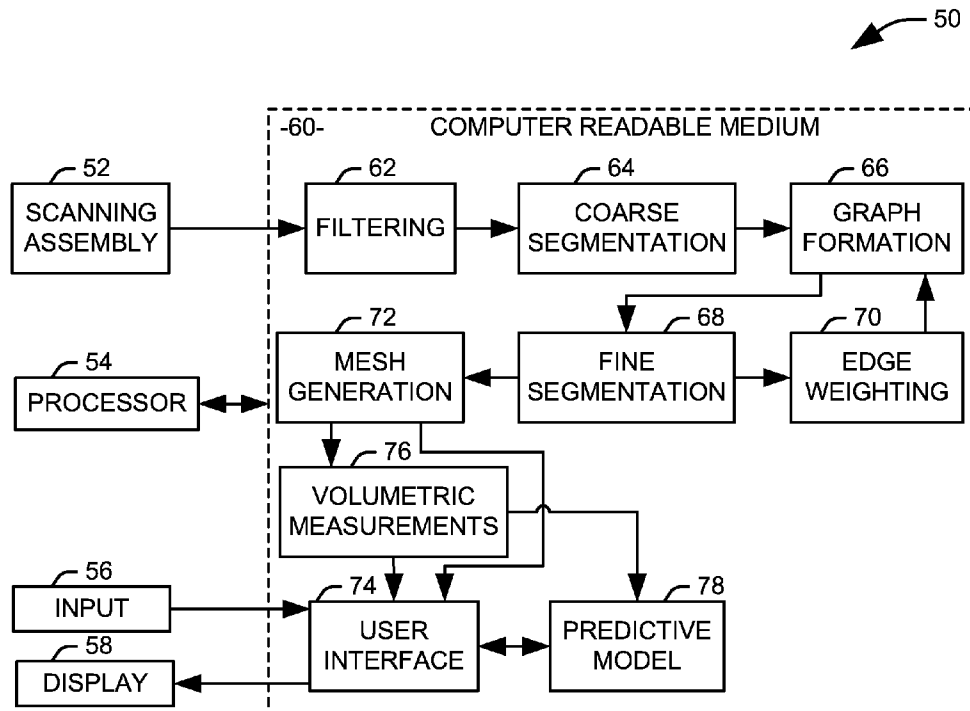 50
-60- COMPUTER READABLE MEDIUM
52
SCANNING
ASSEMBLY
62
FILTERING
64
COARSE
SEGMENTATION
66
GRAPH
FORMATION
54
PROCESSOR
72
MESH
GENERATION
68
FINE
SEGMENTATION
70
EDGE
WEIGHTING
76
VOLUMETRIC
MEASUREMENTS
56
INPUT
58
DISPLAY
74
USER
INTERFACE
78
PREDICTIVE
MODEL